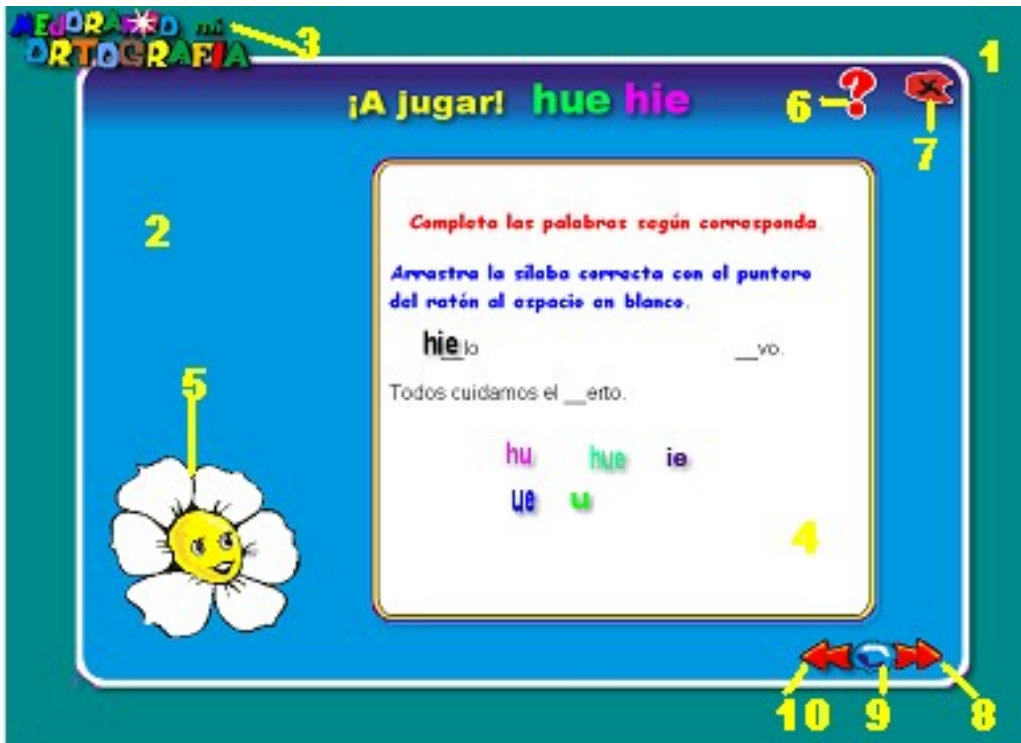 MEJORANDO mi
ORTOGRAFIA
3
1
¡A jugar! hue hie
6
?
7
2
Completa las palabras según corresponda.
Arrastra la sílaba correcta con el puntero
del ratón al espacio en blanco.
hie__lo __vo.
Todos cuidamos el __erto.
5
hu hue ie
ue u
4
10 9 8